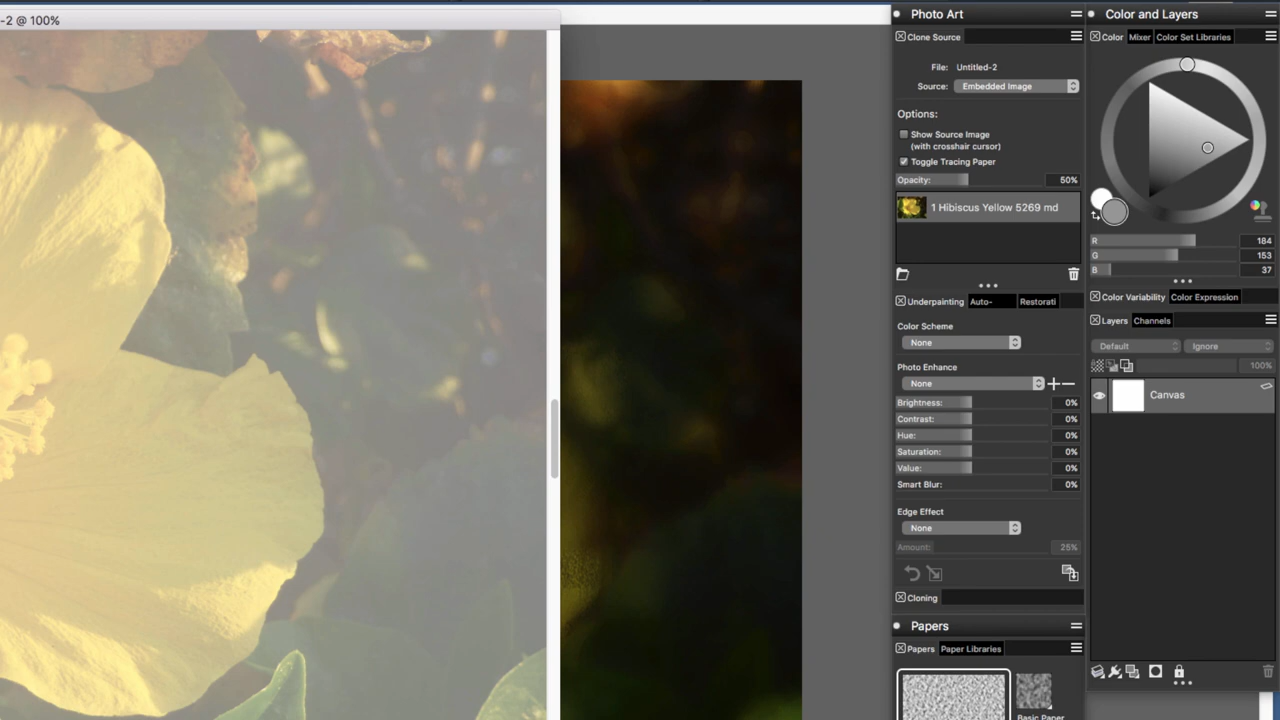 -2 @ 100%
Photo Art
Clone Source
File: Untitled-2
Source: Embedded Image
Options:
Show Source Image
(with crosshair cursor)
Toggle Tracing Paper
Opacity: 50%
1 Hibiscus Yellow 5269 md
Underpainting Auto- Restorati
Color Scheme
None
Photo Enhance
None
Brightness: 0%
Contrast: 0%
Hue: 0%
Saturation: 0%
Value: 0%
Smart Blur: 0%
Edge Effect
None
Amount: 25%
Cloning
Papers
Papers Paper Libraries
Basic Paper
Color and Layers
Color Mixer Color Set Libraries
R 184
G 153
B 37
Color Variability Color Expression
Layers Channels
Default Ignore
100%
Canvas